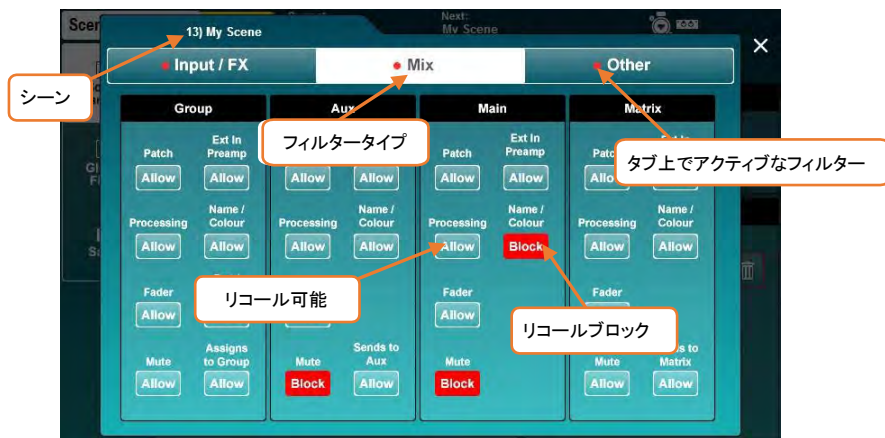 Scen
Next:
My Scene
13) My Scene
Input / FX
Mix
Other
シーン
Group
Aux
Main
Matrix
フィルタータイプ
タブ上でアクティブなフィルター
Patch
Ext In
Preamp
Patch
Ext In
Preamp
Allow
Allow
Allow
Allow
Allow
Allow
Processing
Name /
Colour
Processing
Name /
Colour
Processing
Name /
Colour
Processing
Name /
Colour
Allow
Allow
Allow
Allow
Allow
Block
Allow
Allow
リコール可能
リコールブロック
Fader
Fader
Fader
Allow
Allow
Mute
Assigns
to Group
Mute
Sends to
Aux
Mute
Mute
Matrix
Allow
Allow
Block
Allow
Block
Allow
Allow